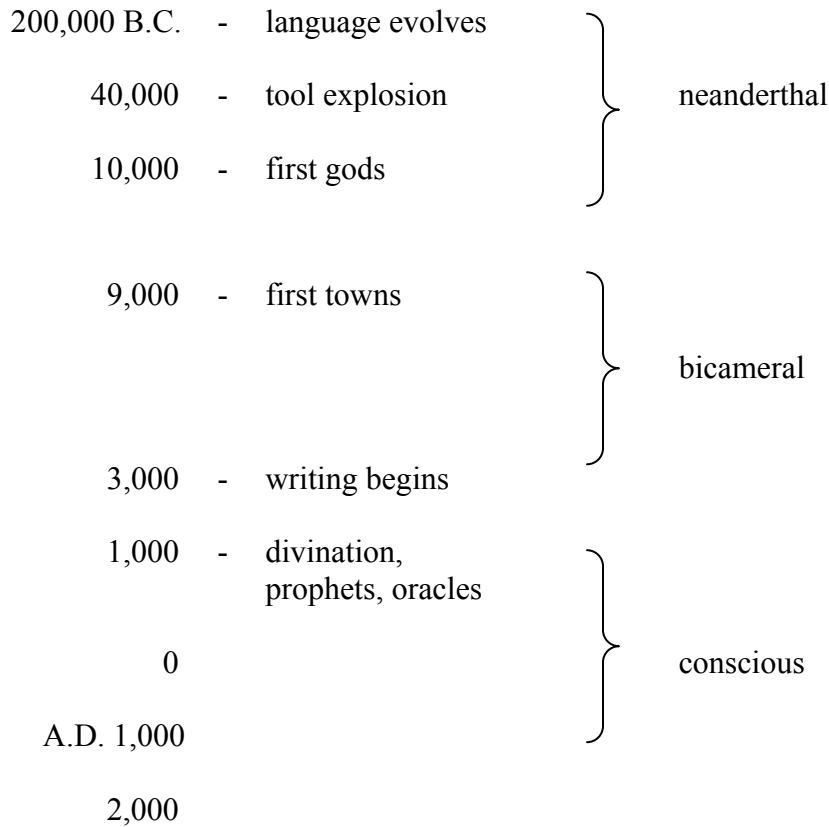 200,000 B.C. - language evolves
40,000 - tool explosion neanderthal
10,000 - first gods
9,000 - first towns
bicameral
3,000 - writing begins
1,000 - divination,
prophets, oracles
0 conscious
A.D. 1,000
2,000